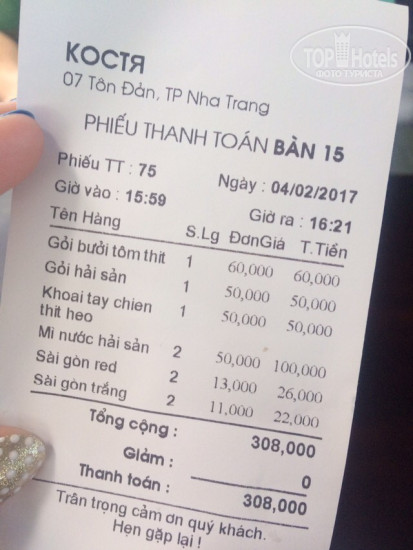 TOP Hotels
ФОТО ТУРИСТА
КОСТЯ
07 Tôn Đản, TP Nha Trang
PHIẾU THANH TOÁN BÀN 15
Phiếu TT : 75 Ngày : 04/02/2017
Giờ vào : 15:59 Giờ ra : 16:21
Tên Hàng S.Lg ĐơnGiá T.Tiền
Gỏi bưởi tôm thit 1 60,000 60,000
Gỏi hải sản 1 50,000 50,000
Khoai tay chien 1 50,000 50,000
thit heo
Mì nước hải sản 2 50,000 100,000
Sài gòn red 2 13,000 26,000
Sài gòn trắng 2 11,000 22,000
Tổng cộng : 308,000
Giảm : 0
Thanh toán : 308,000
Trân trọng cảm ơn quý khách.
Hẹn gặp lại !